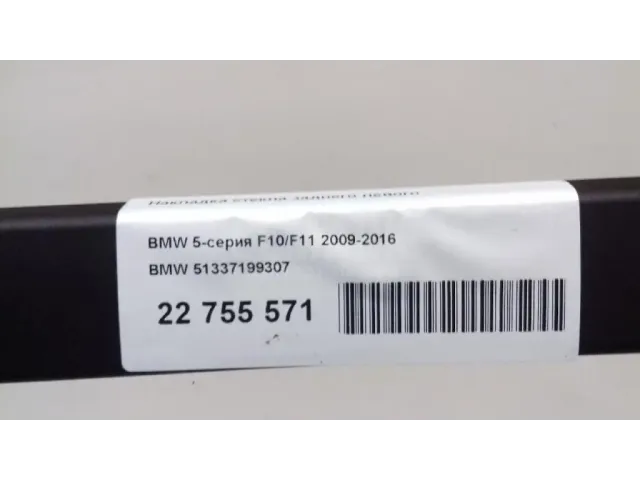 Накладка стекла заднего левого
BMW 5-серия F10/F11 2009-2016
BMW 51337199307
22 755 571